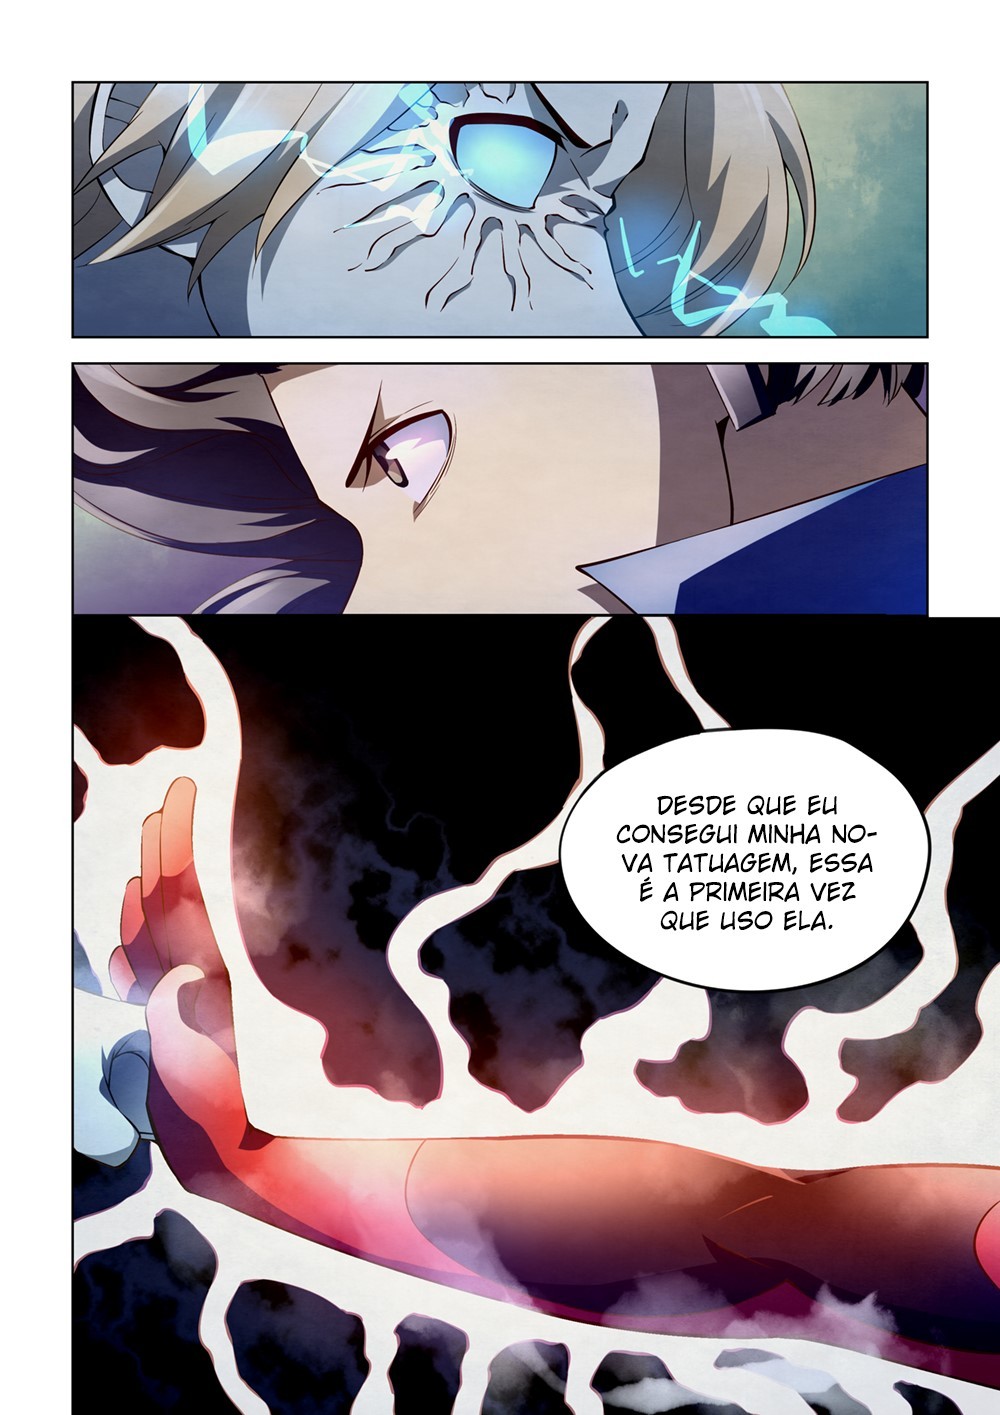 DESDE QUE EU
CONSEGUI MINHA NO-
VA TATUAGEM, ESSA
É A PRIMEIRA VEZ
QUE USO ELA.